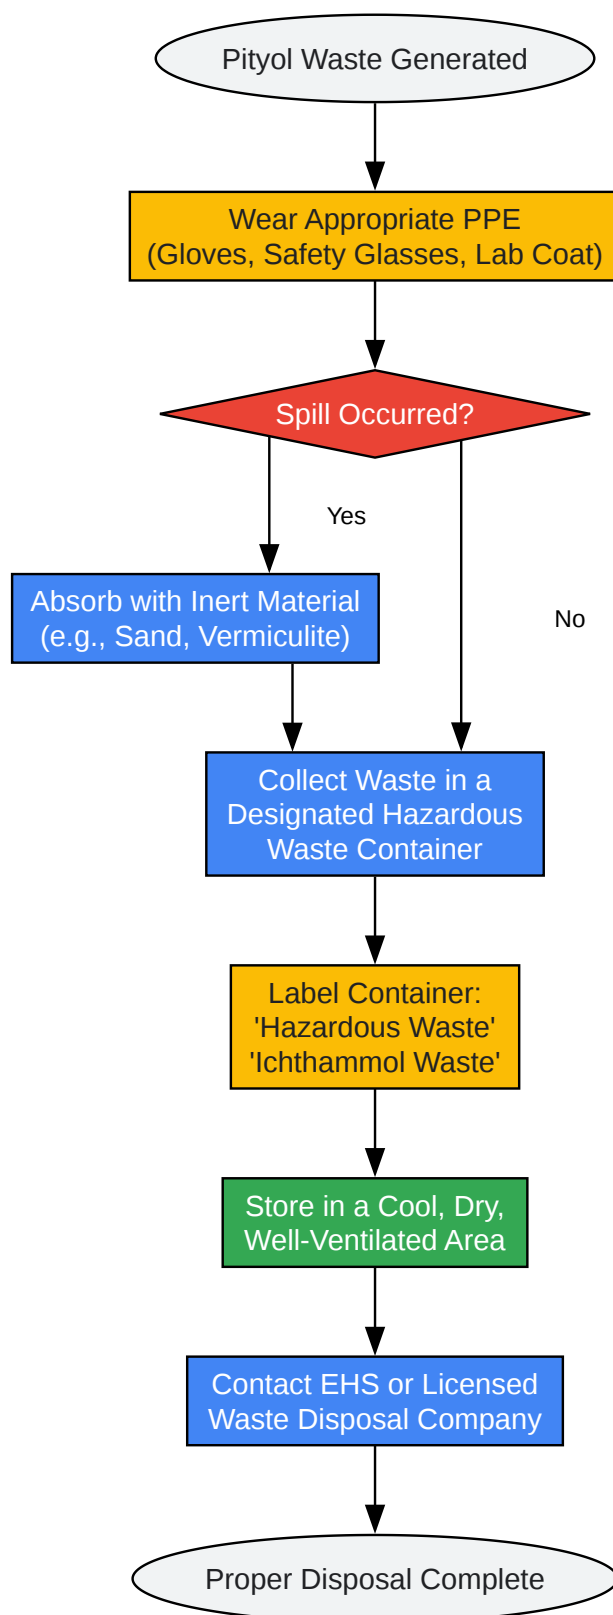 Pityol Waste Generated
Wear Appropriate PPE
(Gloves, Safety Glasses, Lab Coat)
Spill Occurred?
Yes
Absorb with Inert Material
(e.g., Sand, Vermiculite)
No
Collect Waste in a
Designated Hazardous
Waste Container
Label Container:
'Hazardous Waste'
'Ichthammol Waste'
Store in a Cool, Dry,
Well-Ventilated Area
Contact EHS or Licensed
Waste Disposal Company
Proper Disposal Complete